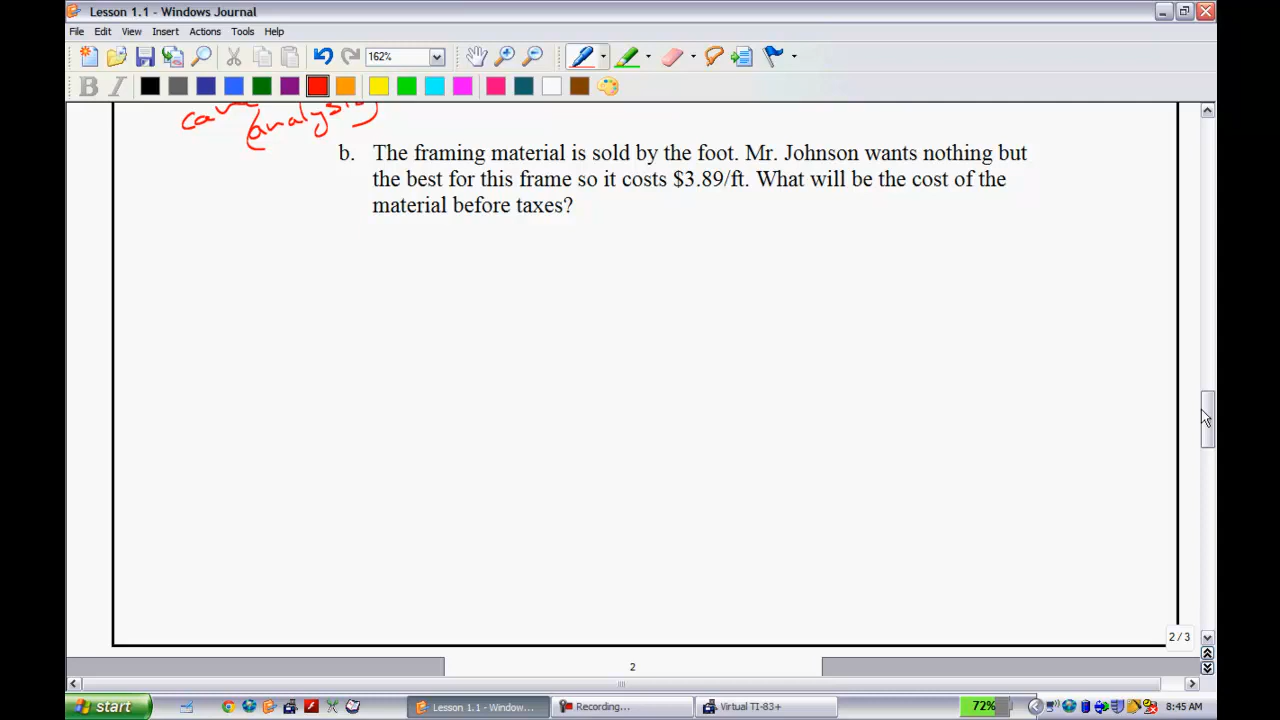 Lesson 1.1 - Windows Journal
File Edit View Insert Actions Tools Help
162%
B I
can
(analysis)
b. The framing material is sold by the foot. Mr. Johnson wants nothing but
the best for this frame so it costs $3.89/ft. What will be the cost of the
material before taxes?
2 / 3
2
start Lesson 1.1 - Window... Recording... Virtual TI-83+ 72% 8:45 AM